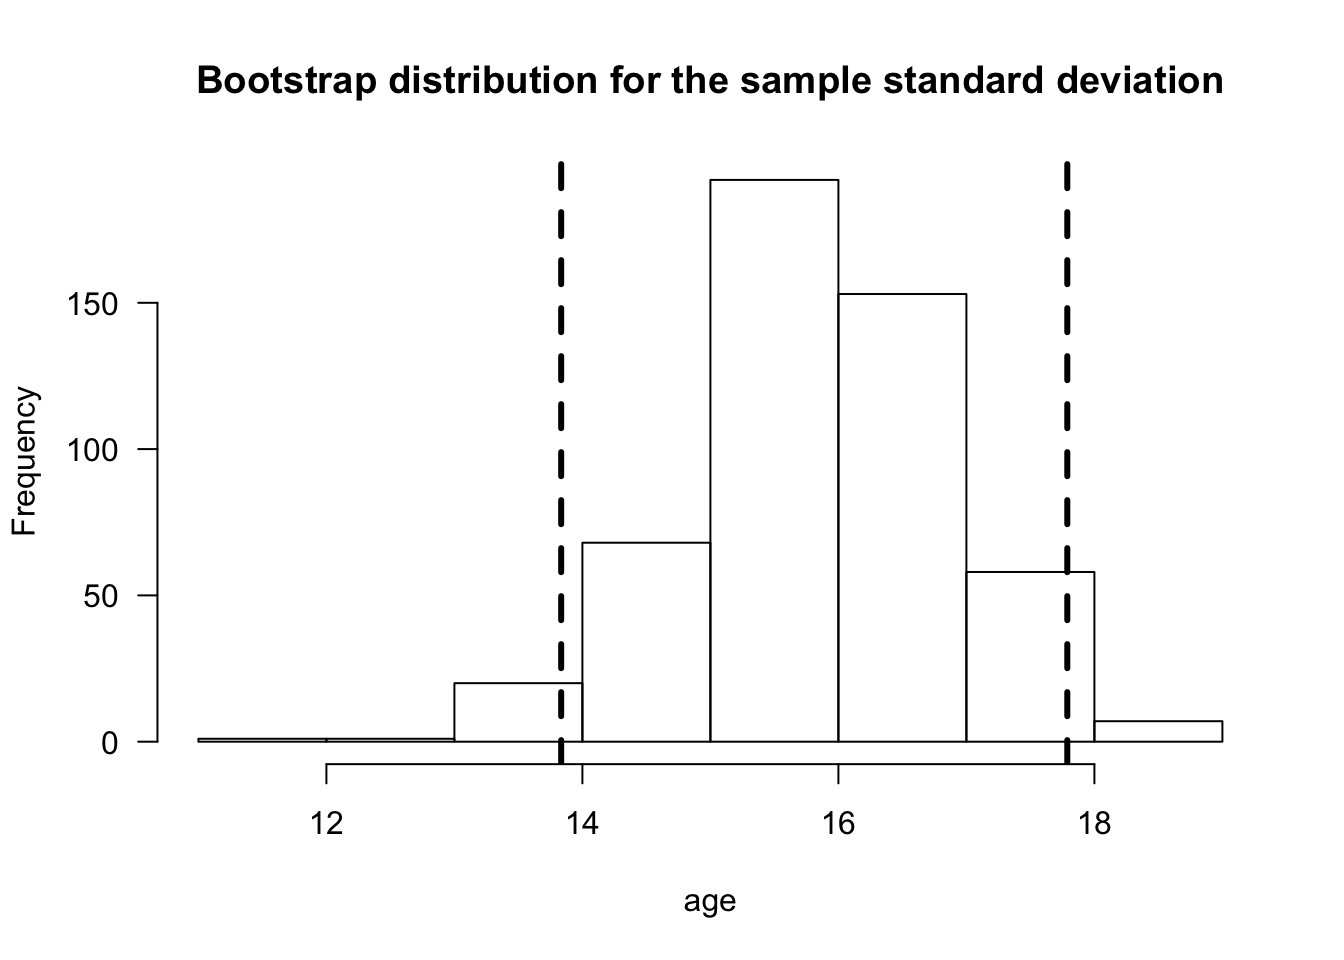 Bootstrap distribution for the sample standard deviation
150
100
50
0
Frequency
12 14 16 18
age